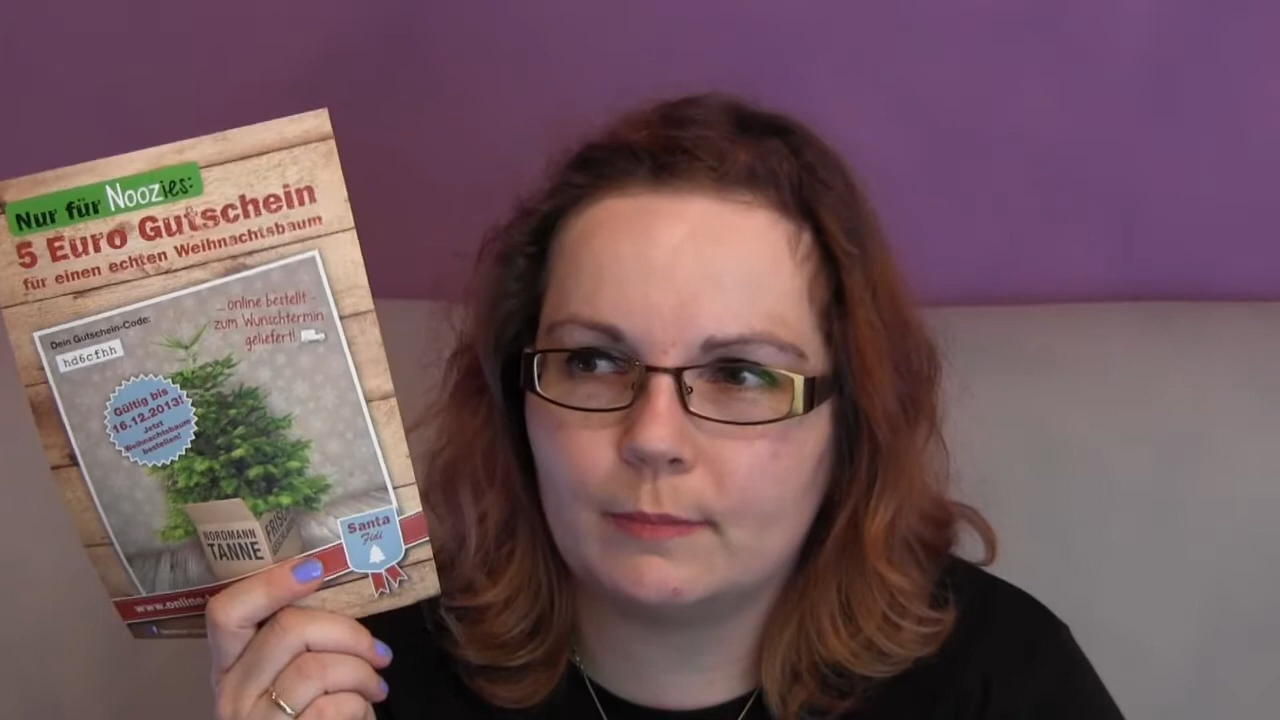 Nur für Noozies:
5 Euro Gutschein
für einen echten Weihnachtsbaum
...online bestellt -
zum Wunschtermin
geliefert!
Dein Gutschein-Code:
hd6cfhh
Gültig bis
16.12.2013!
Jetzt
Weihnachtsbaum
bestellen!
NORDMANN
TANNE
Santa
Fidi